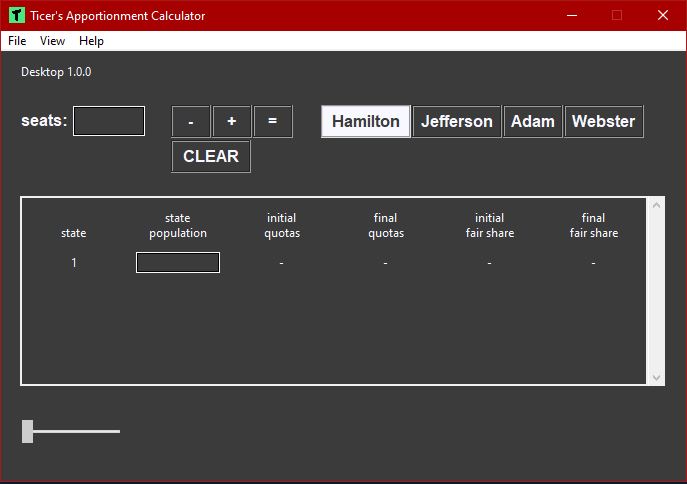 T Ticer's Apportionment Calculator
File View Help
Desktop 1.0.0
seats: - + = Hamilton Jefferson Adam Webster
CLEAR
state initial final initial final
state population quotas quotas fair share fair share
1 - - - -